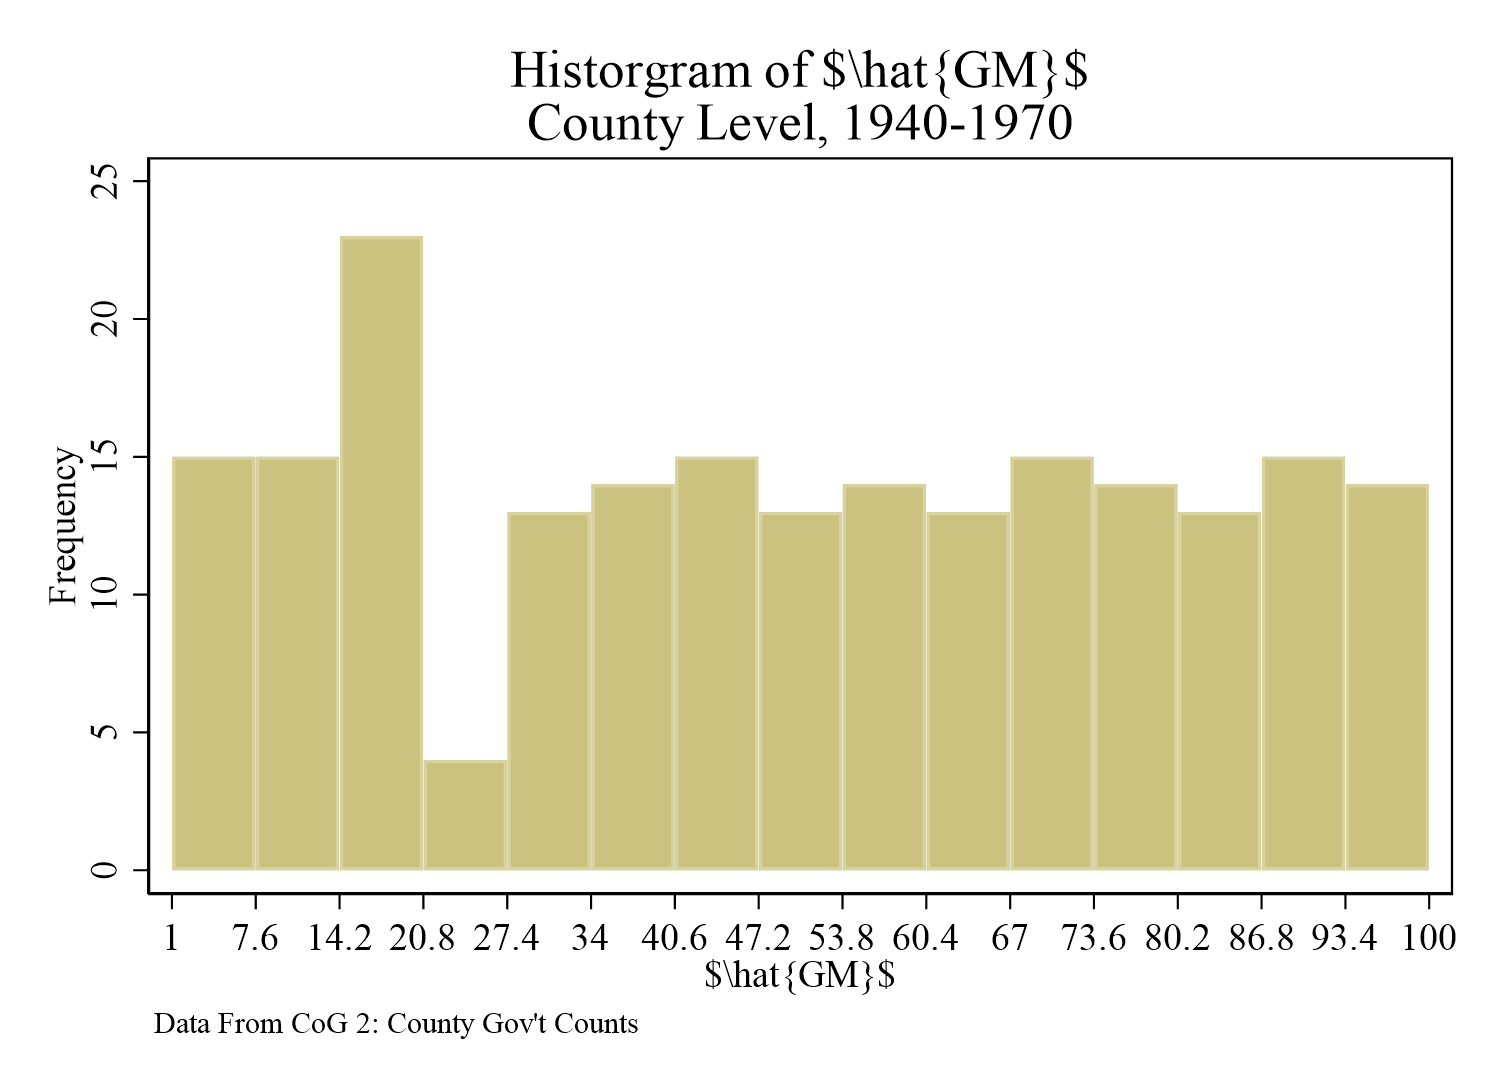 Historgram of $\hat{GM}$
County Level, 1940-1970
25
20
15
10
5
0
Frequency
1 7.6 14.2 20.8 27.4 34 40.6 47.2 53.8 60.4 67 73.6 80.2 86.8 93.4 100
$\hat{GM}$
Data From CoG 2: County Gov't Counts